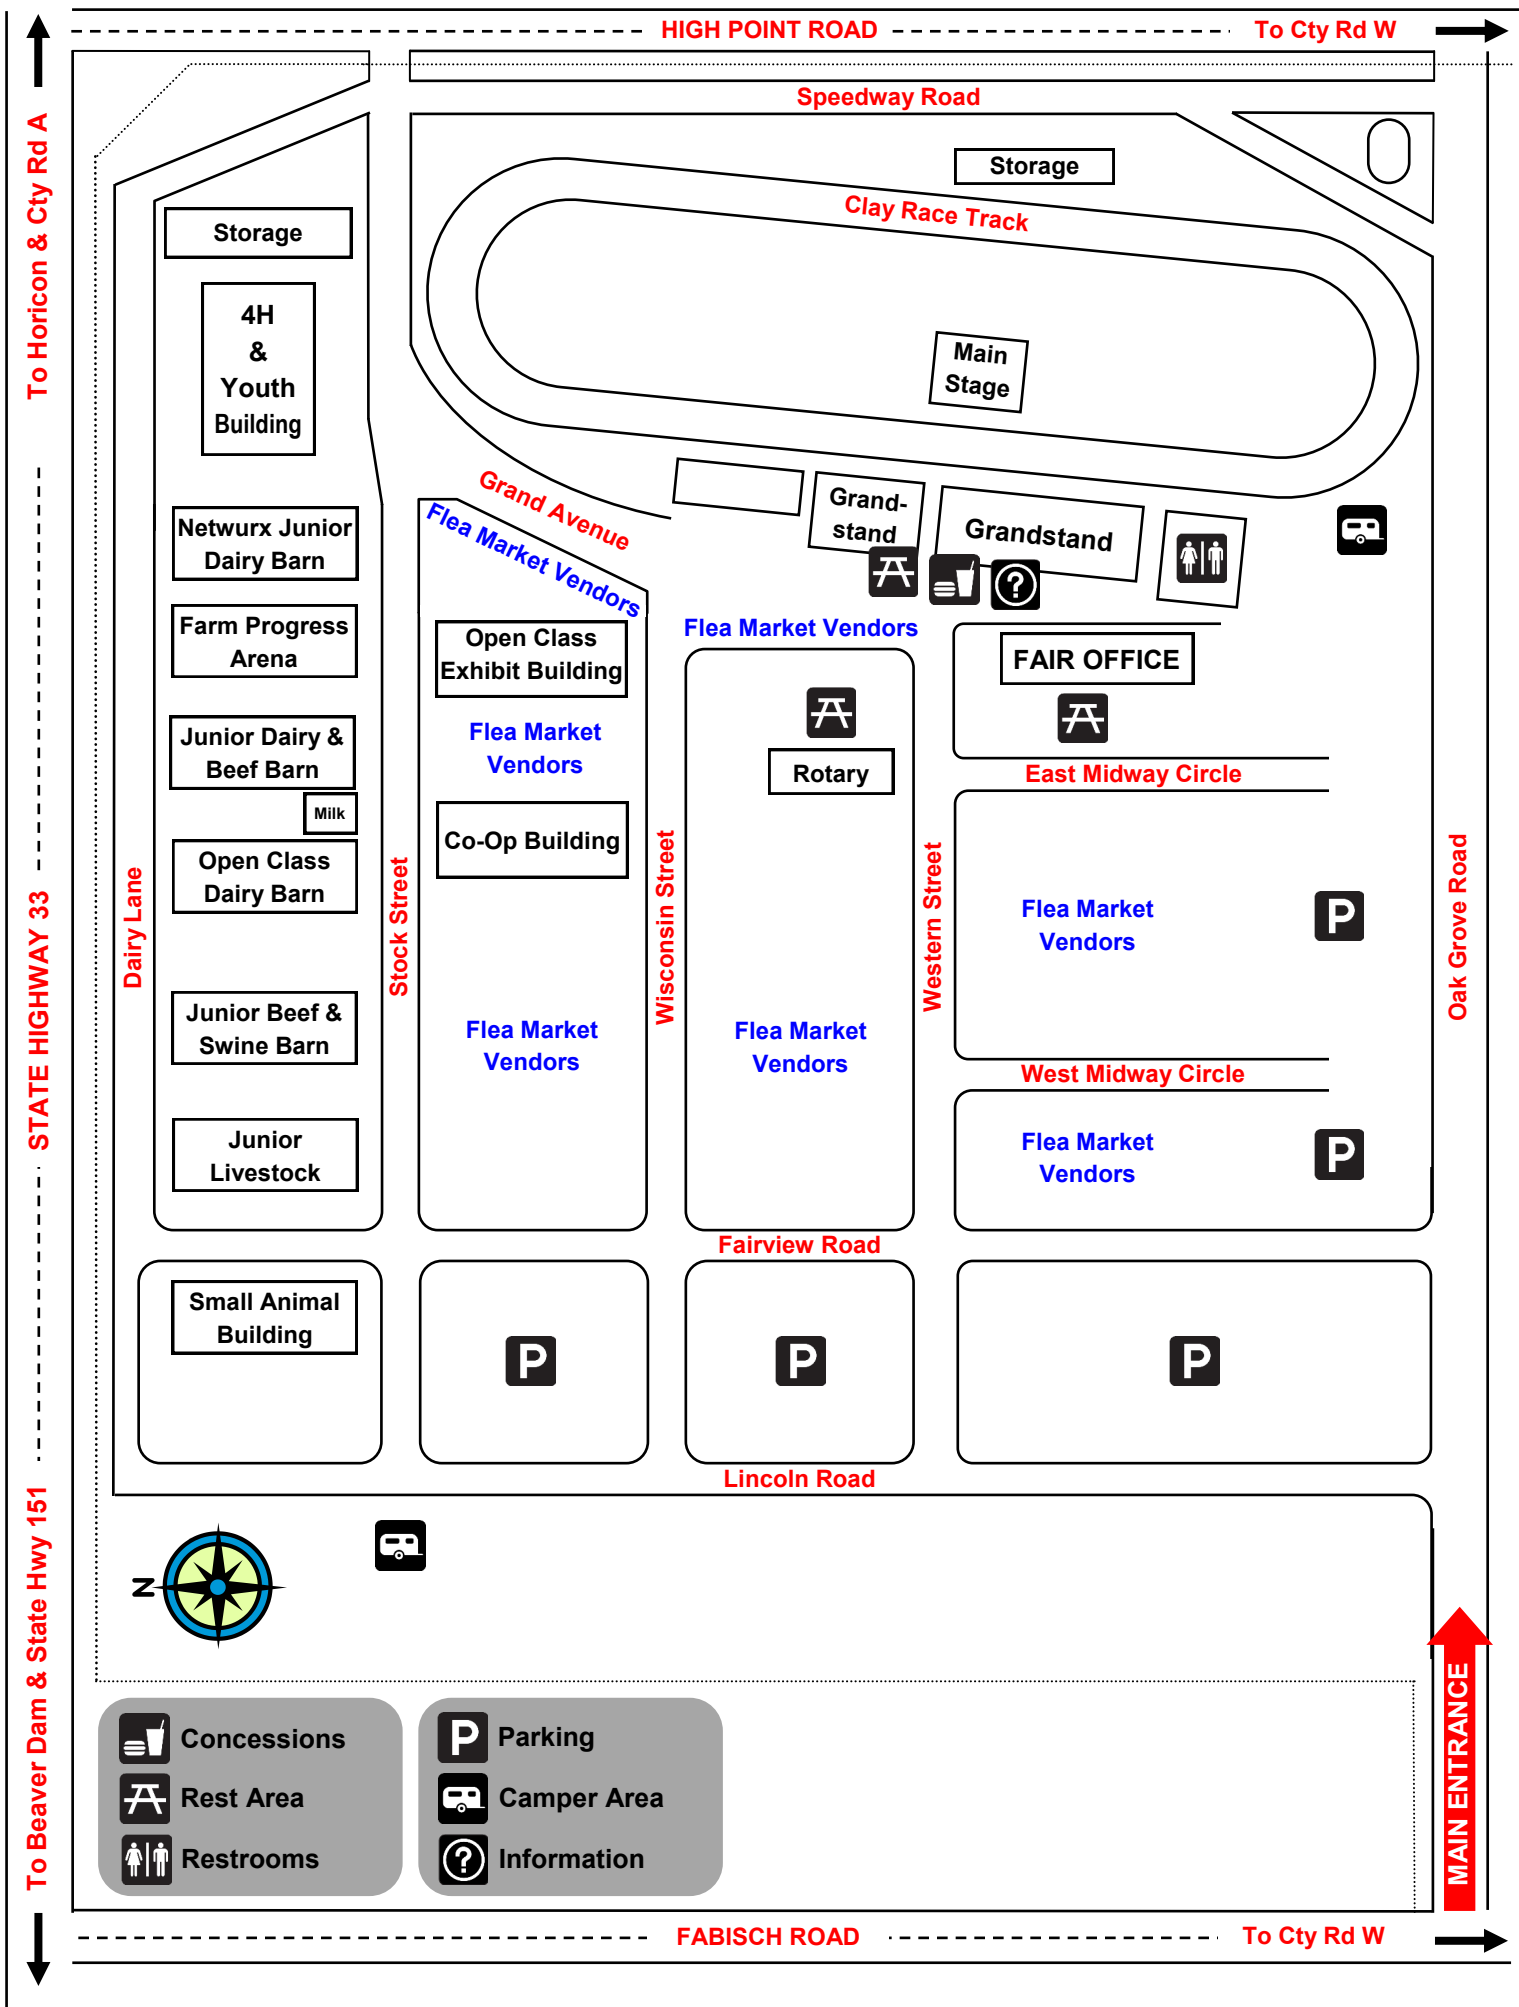 HIGH POINT ROAD
To Cty Rd W
Speedway Road
To Horicon & Cty Rd A
STATE HIGHWAY 33
To Beaver Dam & State Hwy 151
Storage
Clay Race Track
Main
Stage
Storage
4H
&
Youth
Building
Grand Avenue
Flea Market Vendors
Grand-
stand
Grandstand
Netwurx Junior
Dairy Barn
Farm Progress
Arena
Junior Dairy &
Beef Barn
Milk
Open Class
Dairy Barn
Junior Beef &
Swine Barn
Junior
Livestock
Dairy Lane
Stock Street
Open Class
Exhibit Building
Flea Market
Vendors
Co-Op Building
Flea Market
Vendors
Wisconsin Street
Flea Market Vendors
Rotary
Flea Market
Vendors
Western Street
FAIR OFFICE
East Midway Circle
Flea Market
Vendors
P
West Midway Circle
Flea Market
Vendors
P
Oak Grove Road
Fairview Road
Small Animal
Building
P
P
P
Lincoln Road
N
MAIN ENTRANCE
Concessions
Rest Area
Restrooms
P Parking
Camper Area
? Information
?
FABISCH ROAD
To Cty Rd W